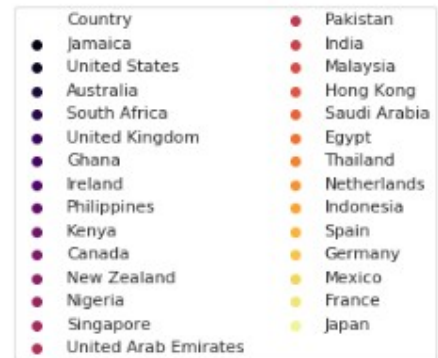 Country
Jamaica
United States
Australia
South Africa
United Kingdom
Ghana
Ireland
Philippines
Kenya
Canada
New Zealand
Nigeria
Singapore
United Arab Emirates
Pakistan
India
Malaysia
Hong Kong
Saudi Arabia
Egypt
Thailand
Netherlands
Indonesia
Spain
Germany
Mexico
France
Japan